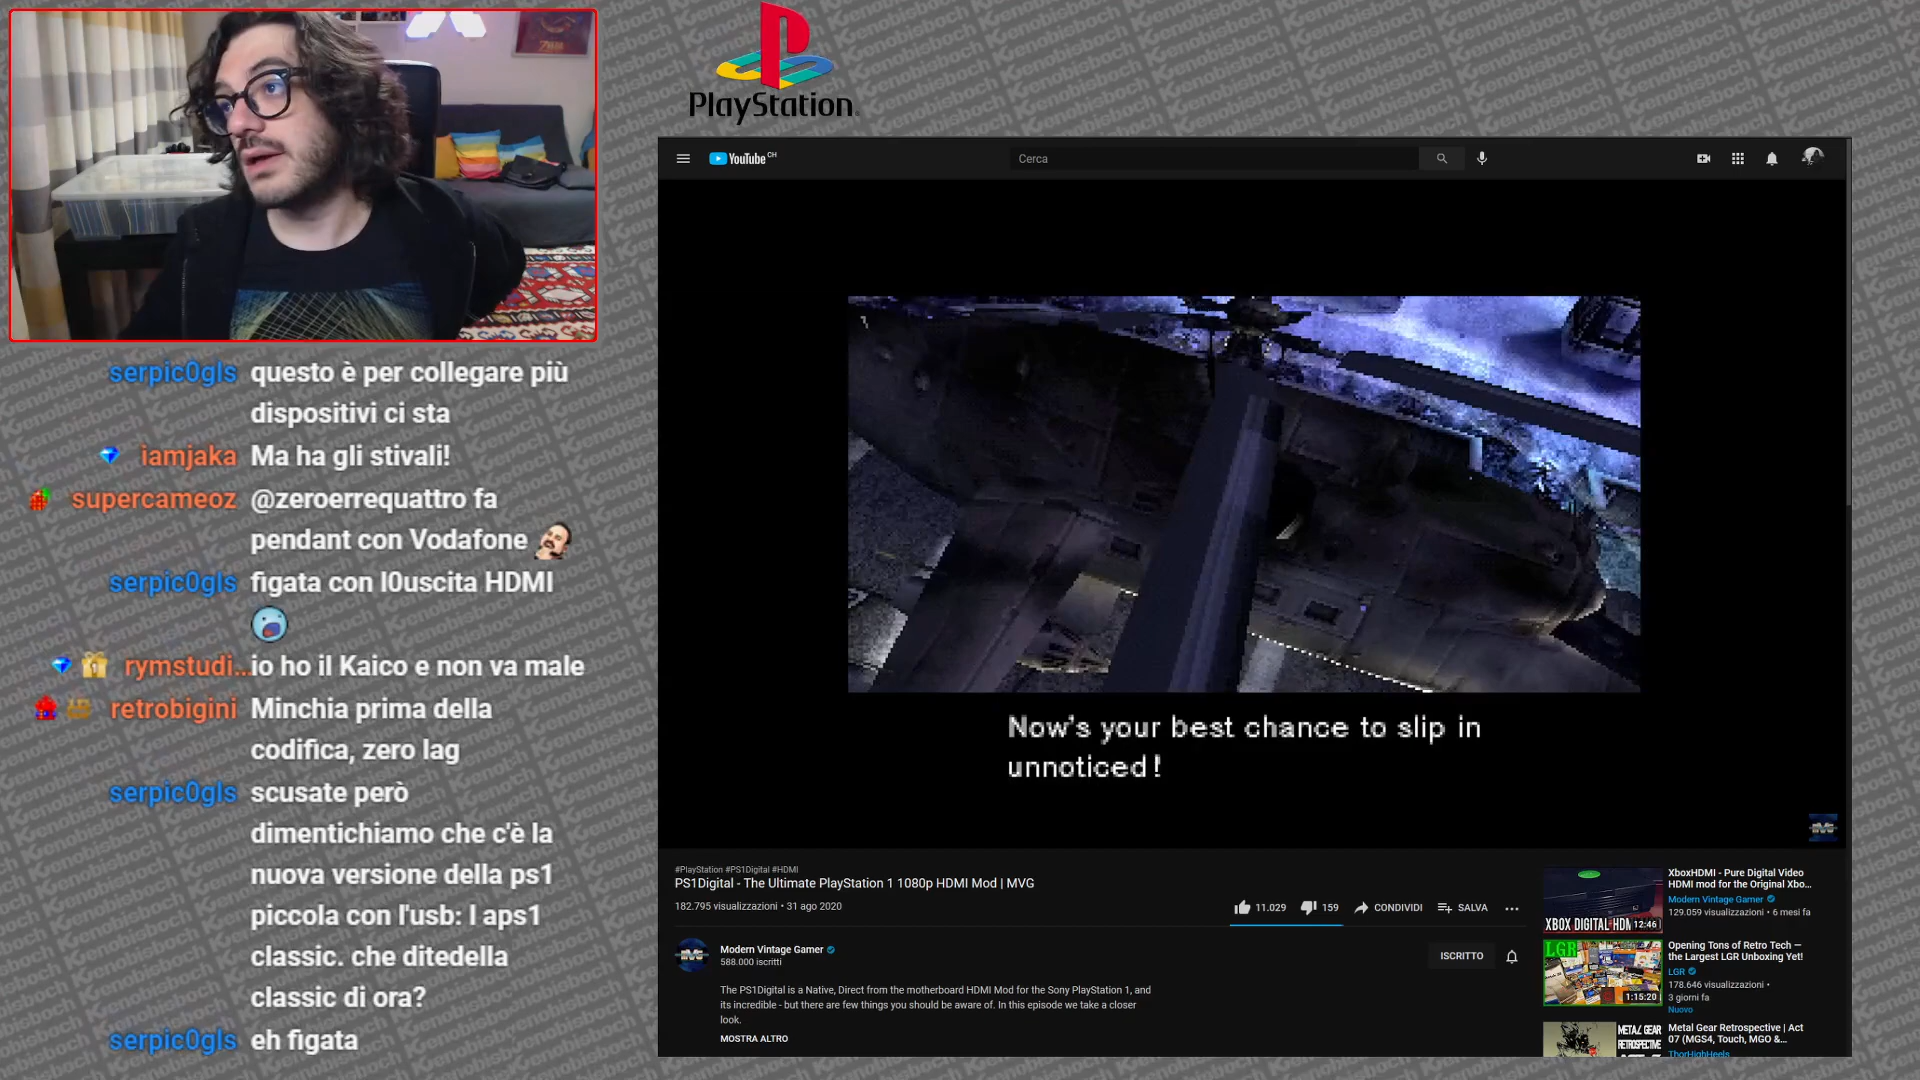 PlayStation
serpic0gls questo è per collegare più
dispositivi ci sta
iamjaka Ma ha gli stivali!
supercameoz @zeroerrequattro fa
pendant con Vodafone
serpic0gls figata con l0uscita HDMI
rymstudi... io ho il Kaico e non va male
retrobigini Minchia prima della
codifica, zero lag
serpic0gls scusate però
dimentichiamo che c'è la
nuova versione della ps1
piccola con l'usb: l aps1
classic. che ditedella
classic di ora?
serpic0gls eh figata
YouTube CH
Cerca
Now's your best chance to slip in
unnoticed!
#PlayStation #PS1Digital #HDMI
PS1Digital - The Ultimate PlayStation 1 1080p HDMI Mod | MVG
182.795 visualizzazioni • 31 ago 2020
11.029 159 CONDIVIDI SALVA
Modern Vintage Gamer
588.000 iscritti
ISCRITTO
The PS1Digital is a Native, Direct from the motherboard HDMI Mod for the Sony PlayStation 1, and
its incredible - but there are few things you should be aware of. In this episode we take a closer
look.
MOSTRA ALTRO
XBOX DIGITAL HDMI
12:46
XboxHDMI - Pure Digital Video
HDMI mod for the Original Xbo...
Modern Vintage Gamer
129.059 visualizzazioni • 6 mesi fa
LGR
1:15:20
Opening Tons of Retro Tech —
the Largest LGR Unboxing Yet!
LGR
178.646 visualizzazioni •
3 giorni fa
Nuovo
METAL GEAR
RETROSPECTIVE
Metal Gear Retrospective | Act
07 (MGS4, Touch, MGO &...
ThorHighHeels
Kenobisboch